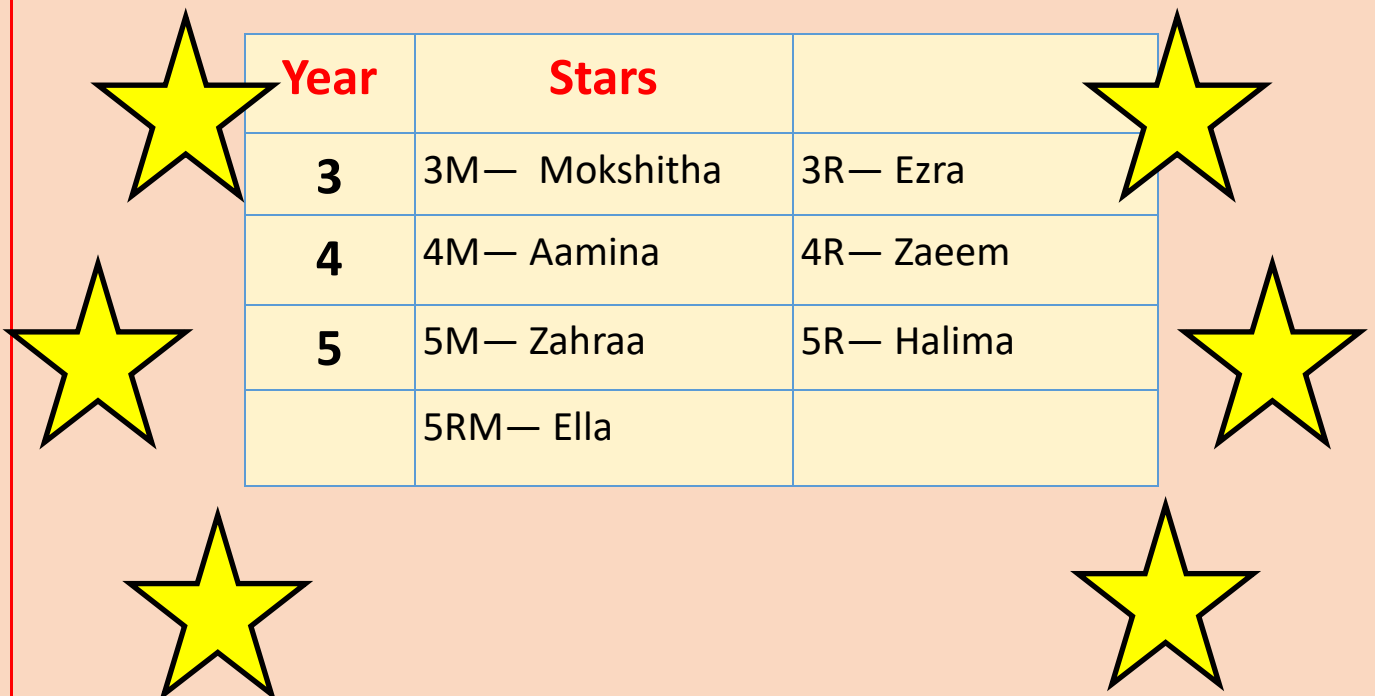 Year Stars
3 3M— Mokshitha 3R— Ezra
4 4M— Aamina 4R— Zaeem
5 5M— Zahraa 5R— Halima
5RM— Ella